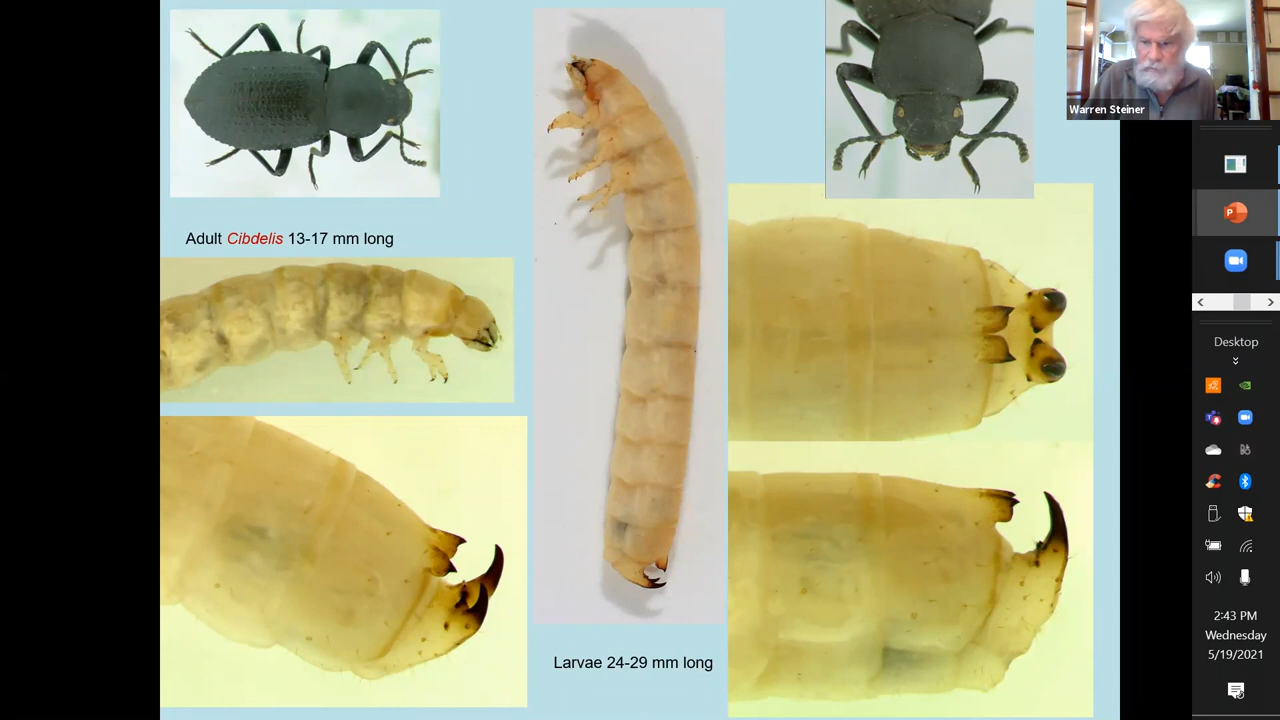 Warren Steiner
Adult Cibdelis 13-17 mm long
Larvae 24-29 mm long
Desktop
2:43 PM
Wednesday
5/19/2021